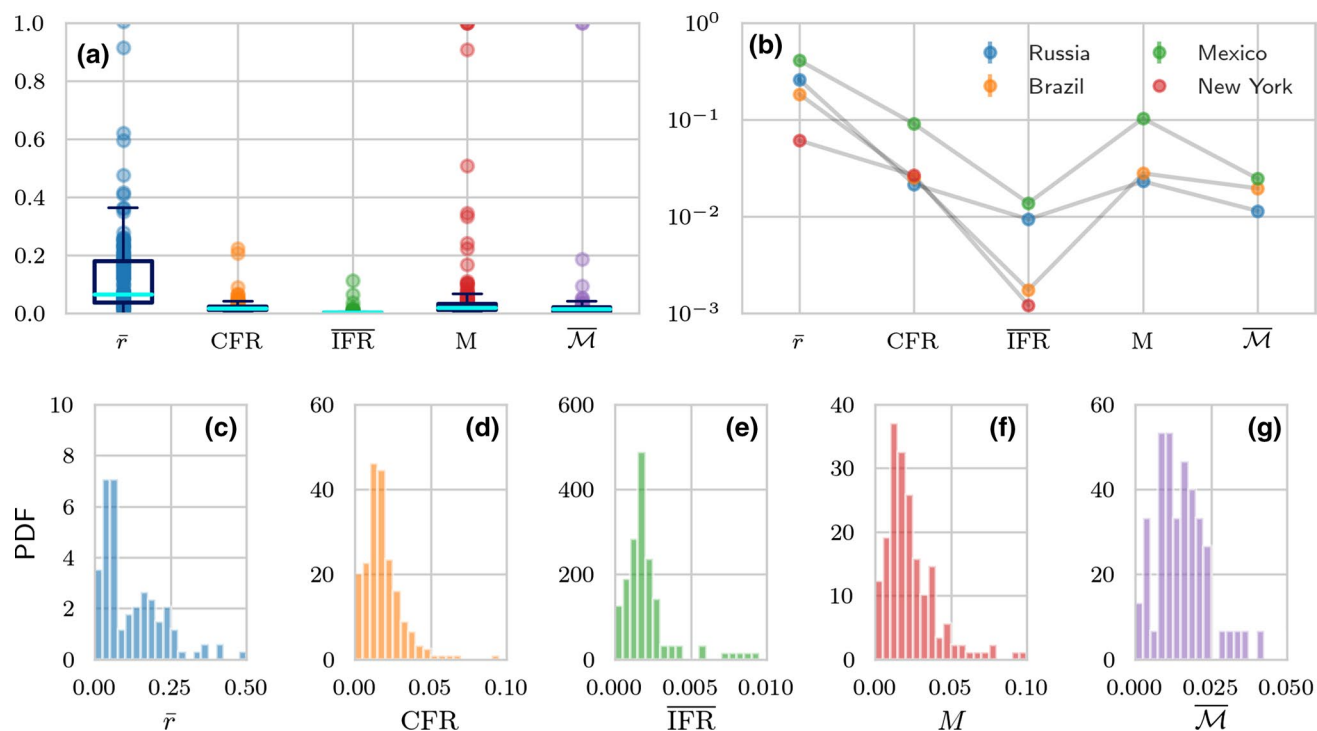 (a)
1.0
0.8
0.6
0.4
0.2
0.0
r̄ CFR I̅F̅R̅ M ℳ̅
(b)
10⁰
10⁻¹
10⁻²
10⁻³
Russia Mexico
Brazil New York
r̄ CFR I̅F̅R̅ M ℳ̅
PDF
(c)
10
8
6
4
2
0
0.00 0.25 0.50
r̄
(d)
60
40
20
0
0.00 0.05 0.10
CFR
(e)
600
400
200
0
0.000 0.005 0.010
I̅F̅R̅
(f)
40
30
20
10
0
0.00 0.05 0.10
M
(g)
60
50
40
30
20
10
0
0.000 0.025 0.050
ℳ̅